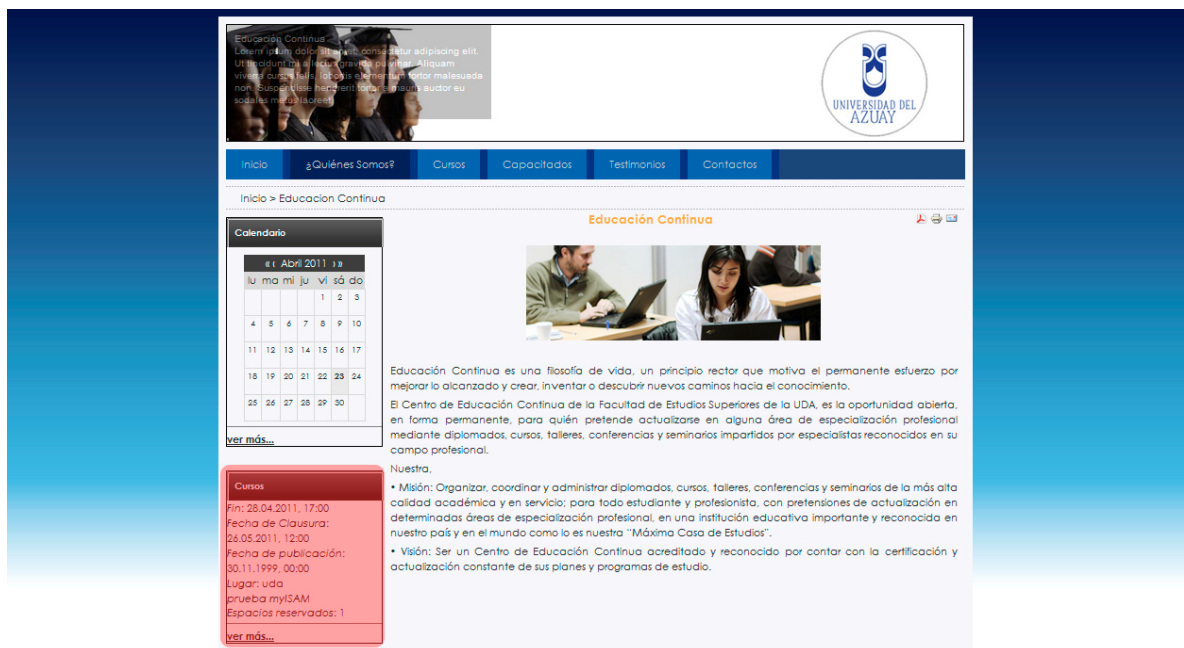 Educación Continua
Lorem ipsum dolor sit amet, consectetur adipiscing elit.
Ut tincidunt mi a lectus gravida pulvinar. Aliquam
viverra cursus felis, lobortis elementum tortor malesuada
non. Suspendisse hendrerit tortor a mauris auctor eu
sodales metus laoreet.
UNIVERSIDAD DEL
AZUAY
Inicio ¿Quiénes Somos? Cursos Capacitados Testimonios Contactos
Inicio > Educacion Continua
Calendario
« ‹ Abril 2011 › »
lu ma mi ju vi sá do
1 2 3
4 5 6 7 8 9 10
11 12 13 14 15 16 17
18 19 20 21 22 23 24
25 26 27 28 29 30
ver más...
Cursos
Fin: 28.04.2011, 17:00
Fecha de Clausura:
26.05.2011, 12:00
Fecha de publicación:
30.11.1999, 00:00
Lugar: uda
prueba myISAM
Espacios reservados: 1
ver más...
Educación Continua
Educación Continua es una filosofía de vida, un principio rector que motiva el permanente esfuerzo por
mejorar lo alcanzado y crear, inventar o descubrir nuevos caminos hacia el conocimiento.
El Centro de Educación Continua de la Facultad de Estudios Superiores de la UDA, es la oportunidad abierta,
en forma permanente, para quién pretende actualizarse en alguna área de especialización profesional
mediante diplomados, cursos, talleres, conferencias y seminarios impartidos por especialistas reconocidos en su
campo profesional.
Nuestra,
• Misión: Organizar, coordinar y administrar diplomados, cursos, talleres, conferencias y seminarios de la más alta
calidad académica y en servicio; para todo estudiante y profesionista, con pretensiones de actualización en
determinadas áreas de especialización profesional, en una institución educativa importante y reconocida en
nuestro país y en el mundo como lo es nuestra "Máxima Casa de Estudios".
• Visión: Ser un Centro de Educación Continua acreditado y reconocido por contar con la certificación y
actualización constante de sus planes y programas de estudio.